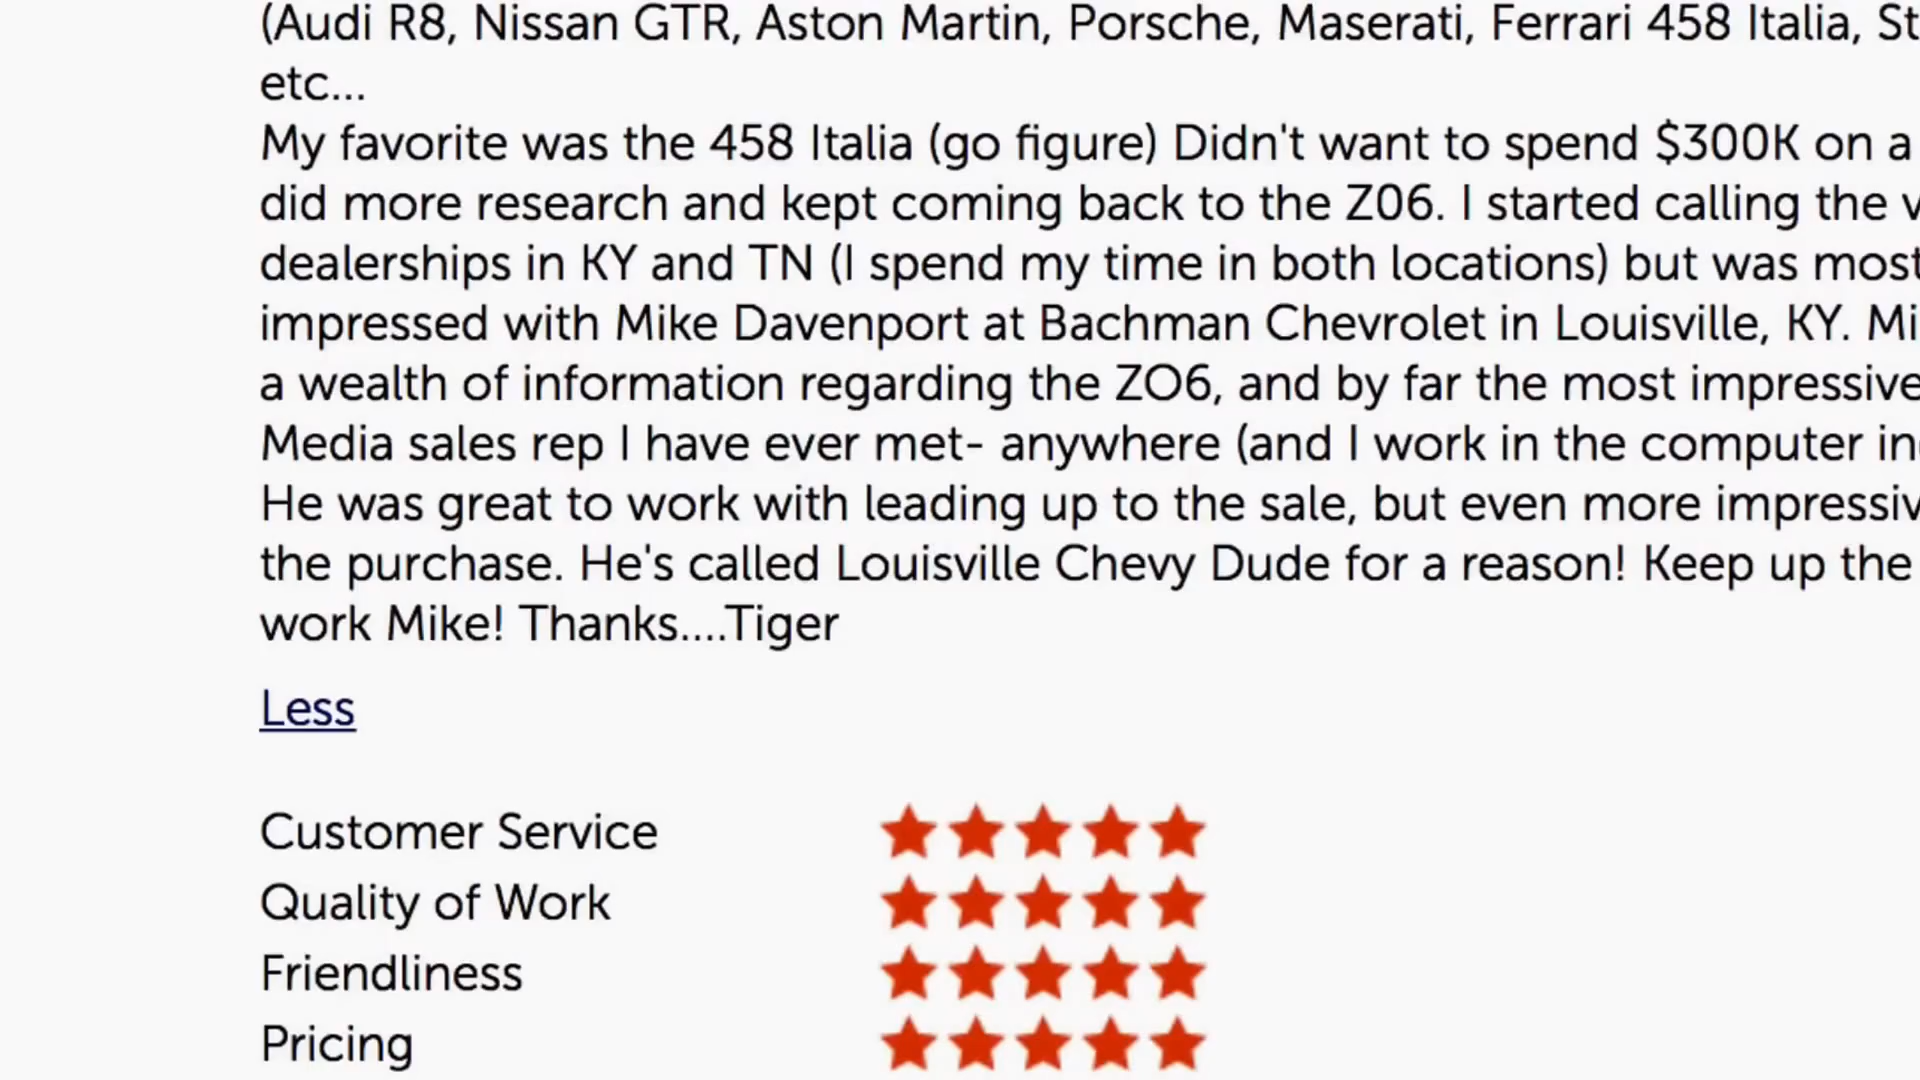 (Audi R8, Nissan GTR, Aston Martin, Porsche, Maserati, Ferrari 458 Italia,
etc...
My favorite was the 458 Italia (go figure) Didn't want to spend $300K on a
did more research and kept coming back to the Z06. I started calling the
dealerships in KY and TN (I spend my time in both locations) but was most
impressed with Mike Davenport at Bachman Chevrolet in Louisville, KY.
a wealth of information regarding the ZO6, and by far the most impressive
Media sales rep I have ever met- anywhere (and I work in the computer
He was great to work with leading up to the sale, but even more
the purchase. He's called Louisville Chevy Dude for a reason! Keep up the
work Mike! Thanks....Tiger
Less
Customer Service
Quality of Work
Friendliness
Pricing